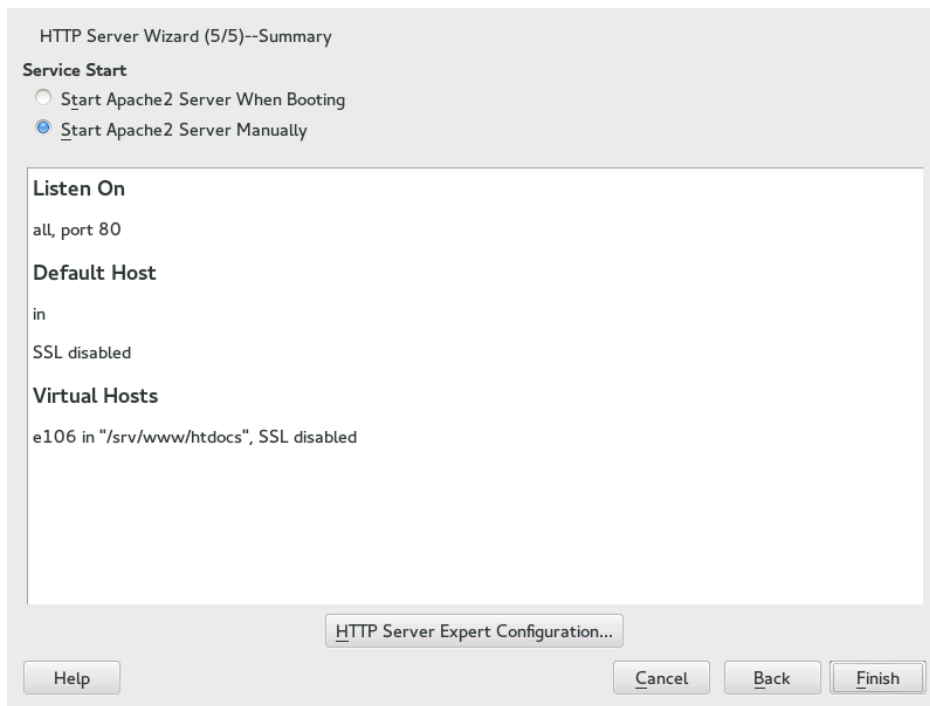 HTTP Server Wizard (5/5)--Summary
Service Start
Start Apache2 Server When Booting
Start Apache2 Server Manually
Listen On
all, port 80
Default Host
in
SSL disabled
Virtual Hosts
e106 in "/srv/www/htdocs", SSL disabled
HTTP Server Expert Configuration...
Help
Cancel
Back
Finish